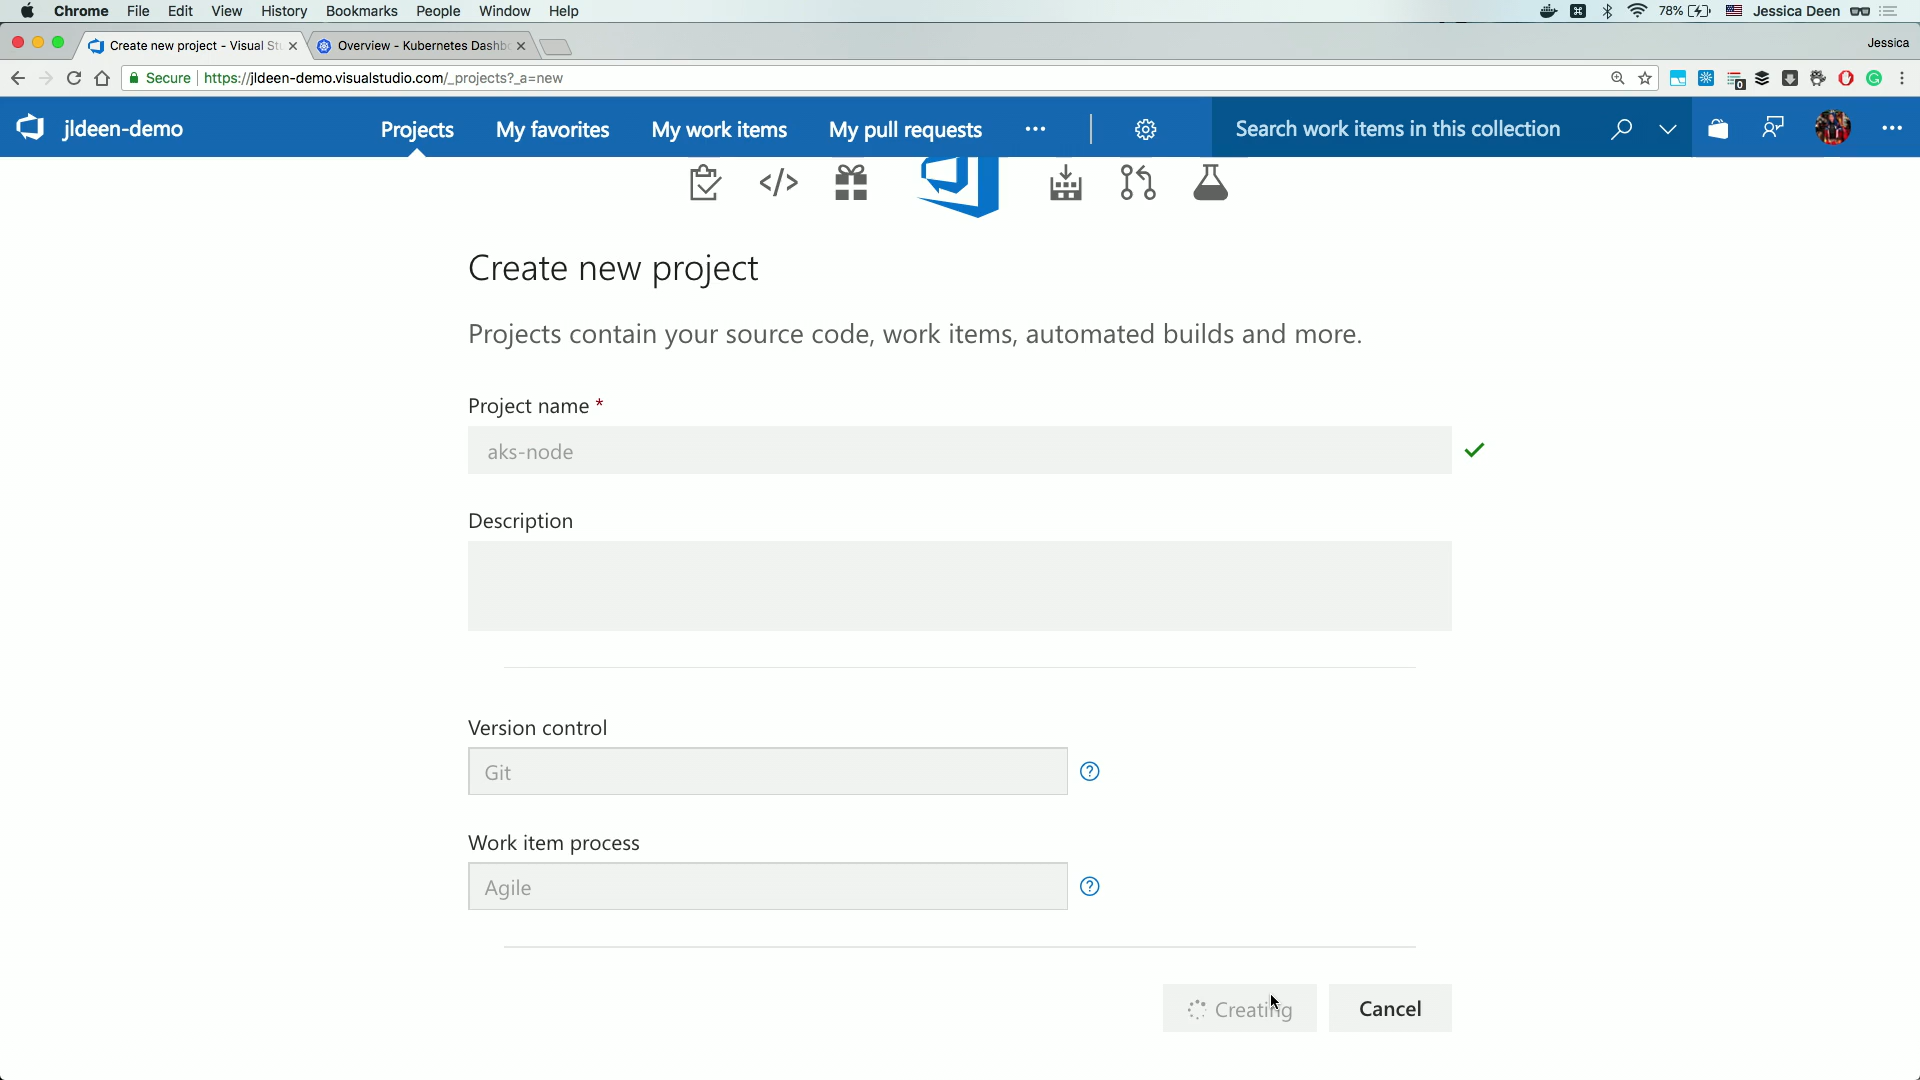 Chrome File Edit View History Bookmarks People Window Help 78% Jessica Deen
Create new project - Visual St Overview - Kubernetes Dashb Jessica
Secure https://jldeen-demo.visualstudio.com/_projects?_a=new 0
jldeen-demo Projects My favorites My work items My pull requests ... Search work items in this collection ...
Create new project
Projects contain your source code, work items, automated builds and more.
Project name *
aks-node
Description
Version control
Git
Work item process
Agile
Creating Cancel